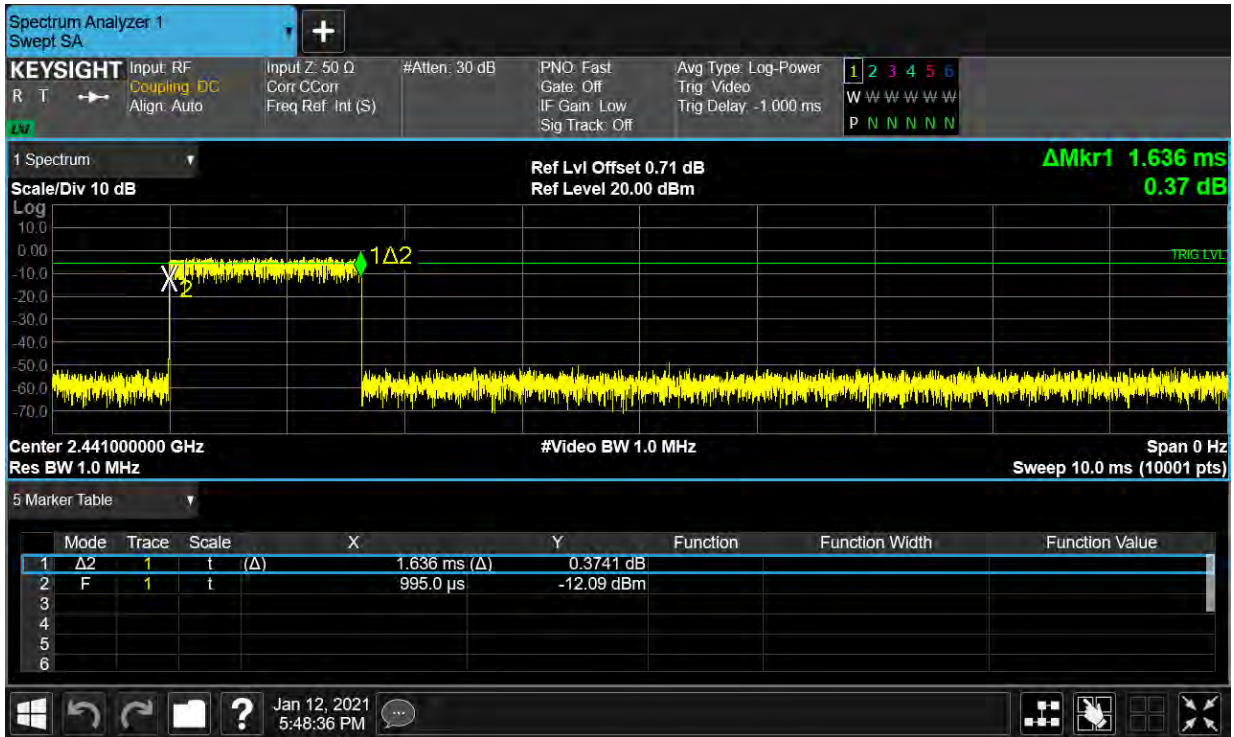 Spectrum Analyzer 1
Swept SA
+
KEYSIGHT Input: RF Input Z: 50 Ω #Atten: 30 dB PNO: Fast Avg Type: Log-Power 1 2 3 4 5 6
R T Coupling: DC Corr CCorr Gate: Off Trig: Video W W W W W W
Align: Auto Freq Ref: Int (S) IF Gain: Low Trig Delay: -1.000 ms P N N N N N
Sig Track: Off
LXI
1 Spectrum
ΔMkr1 1.636 ms
Ref Lvl Offset 0.71 dB
Scale/Div 10 dB Ref Level 20.00 dBm 0.37 dB
Log
10.0
0.00 1Δ2 TRIG LVL
-10.0
2
-20.0
-30.0
-40.0
-50.0
-60.0
-70.0
Center 2.441000000 GHz #Video BW 1.0 MHz Span 0 Hz
Res BW 1.0 MHz Sweep 10.0 ms (10001 pts)
5 Marker Table
Mode Trace Scale X Y Function Function Width Function Value
1 Δ2 1 t (Δ) 1.636 ms (Δ) 0.3741 dB
2 F 1 t 995.0 µs -12.09 dBm
3
4
5
6
? Jan 12, 2021
5:48:36 PM